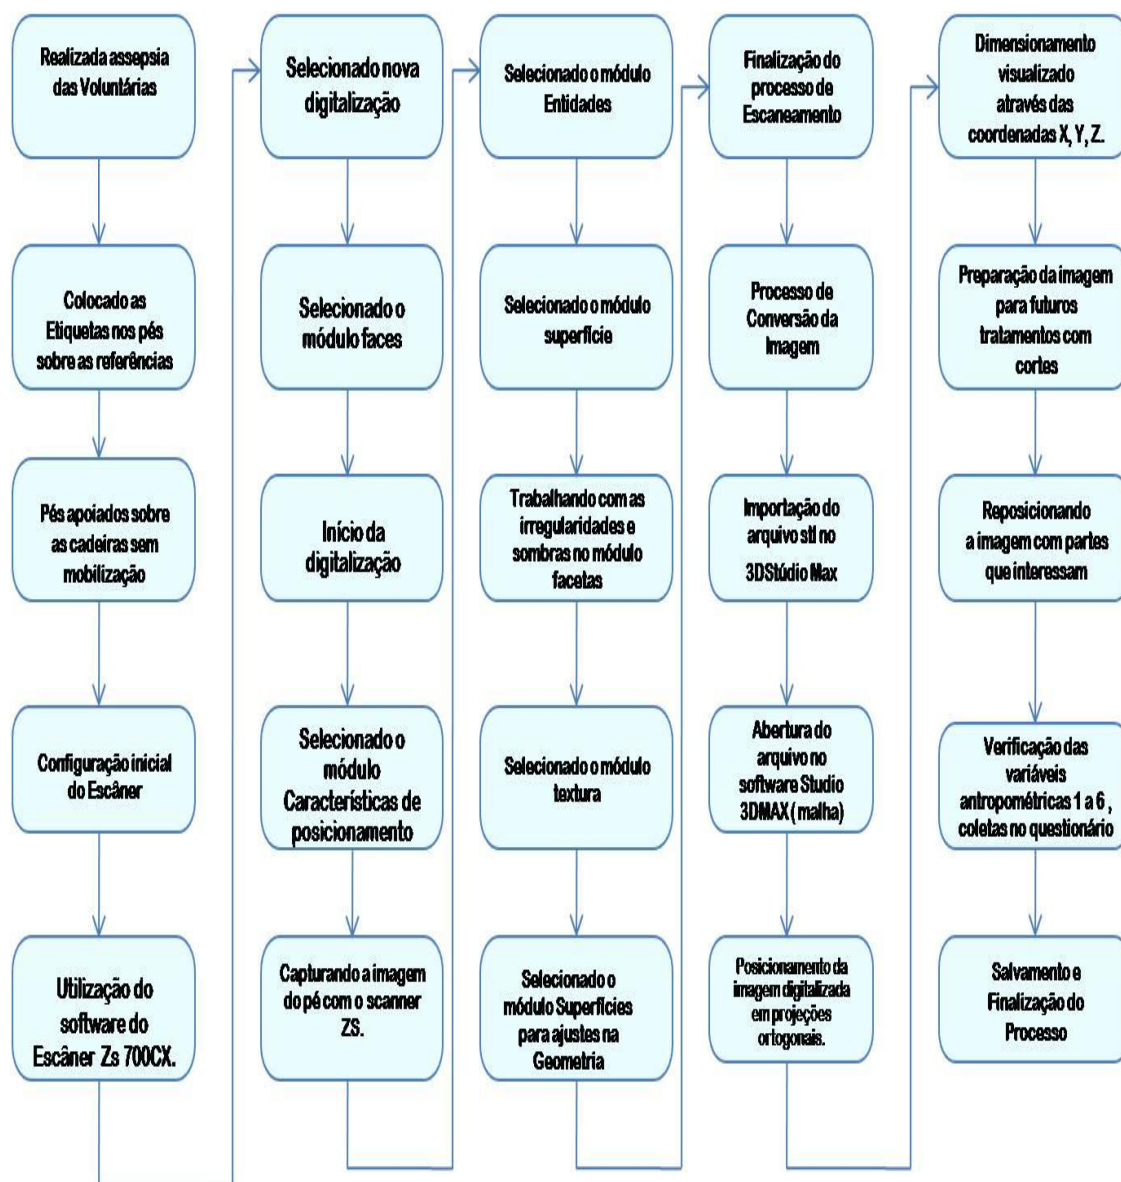 Realizada assepsia
das Voluntárias
Colocado as
Etiquetas nos pés
sobre as referências
Pés apoiados sobre
as cadeiras sem
mobilização
Configuração inicial
do Escâner
Utilização do
software do
Escâner Zs 700CX.
Selecionado nova
digitalização
Selecionado o
módulo faces
Início da
digitalização
Selecionado o
módulo
Características de
posicionamento
Capturando a imagem
do pé com o scanner
ZS.
Selecionado o módulo
Entidades
Selecionado o módulo
superfície
Trabalhando com as
irregularidades e
sombras no módulo
facetas
Selecionado o módulo
textura
Selecionado o
módulo Superfícies
para ajustes na
Geometria
Finalização do
processo de
Escaneamento
Processo de
Conversão da
Imagem
Importação do
arquivo stl no
3DStúdio Max
Abertura do
arquivo no
software Studio
3DMAX ( malha)
Posicionamento da
imagem digitalizada
em projeções
ortogonais.
Dimensionamento
visualizado
através das
coordenadas X, Y, Z.
Preparação da imagem
para futuros
tratamentos com
cortes
Reposicionando
a imagem com partes
que interessam
Verificação das
variáveis
antropométricas 1 a 6 ,
coletas no questionário
Salvamento e
Finalização do
Processo